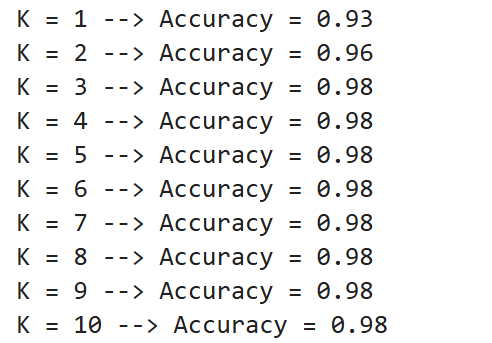 K = 1 --> Accuracy = 0.93
K = 2 --> Accuracy = 0.96
K = 3 --> Accuracy = 0.98
K = 4 --> Accuracy = 0.98
K = 5 --> Accuracy = 0.98
K = 6 --> Accuracy = 0.98
K = 7 --> Accuracy = 0.98
K = 8 --> Accuracy = 0.98
K = 9 --> Accuracy = 0.98
K = 10 --> Accuracy = 0.98